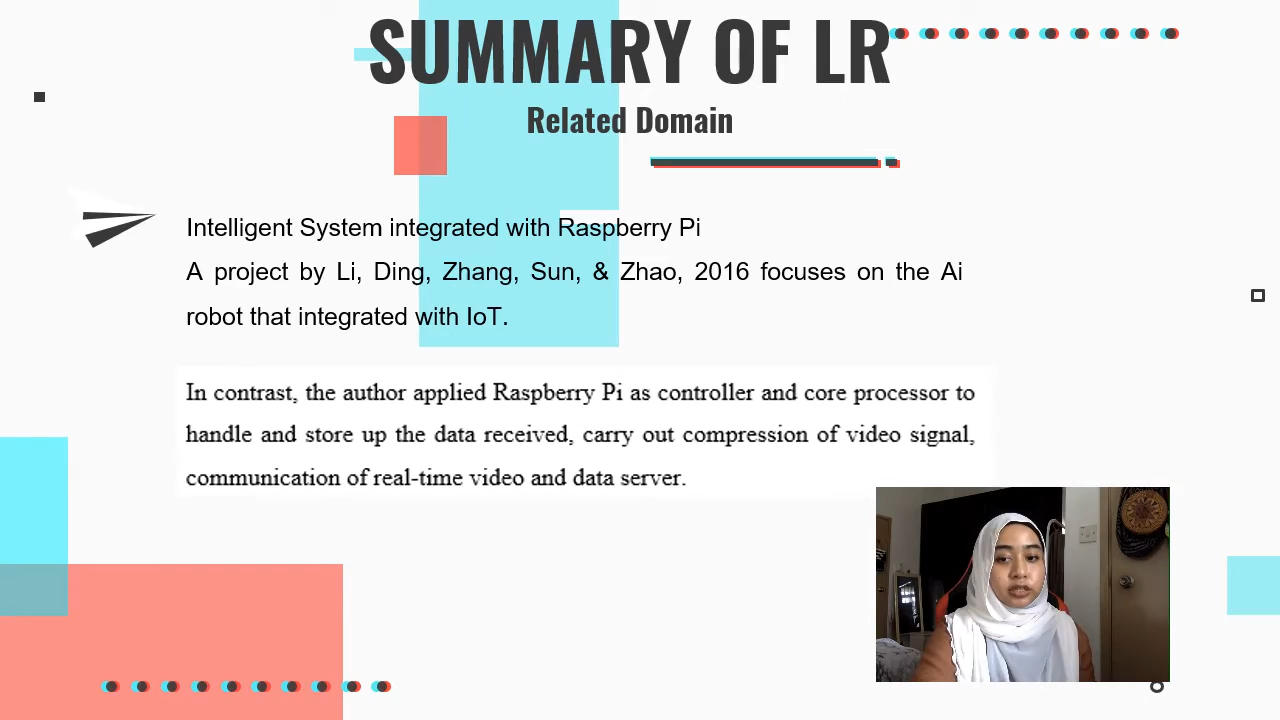 SUMMARY OF LR
Related Domain
Intelligent System integrated with Raspberry Pi
A project by Li, Ding, Zhang, Sun, & Zhao, 2016 focuses on the Ai
robot that integrated with IoT.
In contrast, the author applied Raspberry Pi as controller and core processor to
handle and store up the data received, carry out compression of video signal,
communication of real-time video and data server.